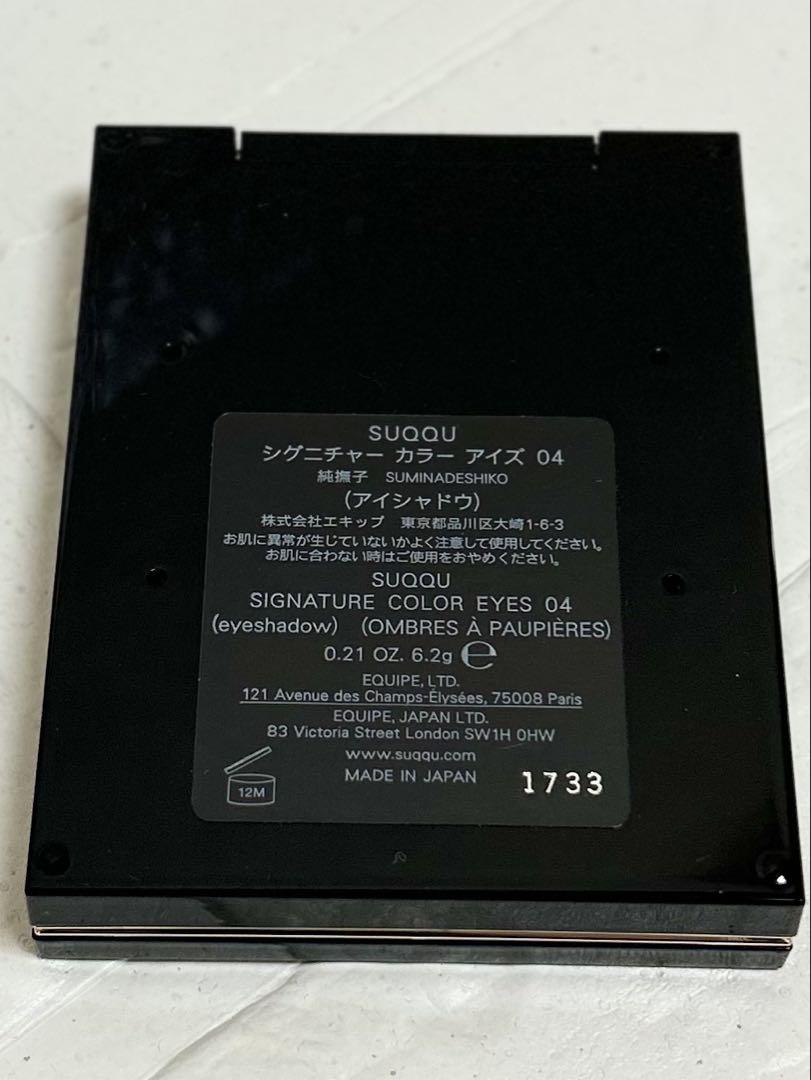 SUQQU
シグニチャー カラー アイズ 04
純撫子 SUMINADESHIKO
(アイシャドウ)
株式会社エキップ 東京都品川区大崎1-6-3
お肌に異常が生じていないかよく注意して使用してください。
お肌に合わない時はご使用をおやめください。
SUQQU
SIGNATURE COLOR EYES 04
(eyeshadow) (OMBRES À PAUPIÈRES)
0.21 OZ. 6.2g ℮
EQUIPE, LTD.
121 Avenue des Champs-Élysées, 75008 Paris
EQUIPE, JAPAN LTD.
83 Victoria Street London SW1H 0HW
www.suqqu.com
MADE IN JAPAN
1733
12M